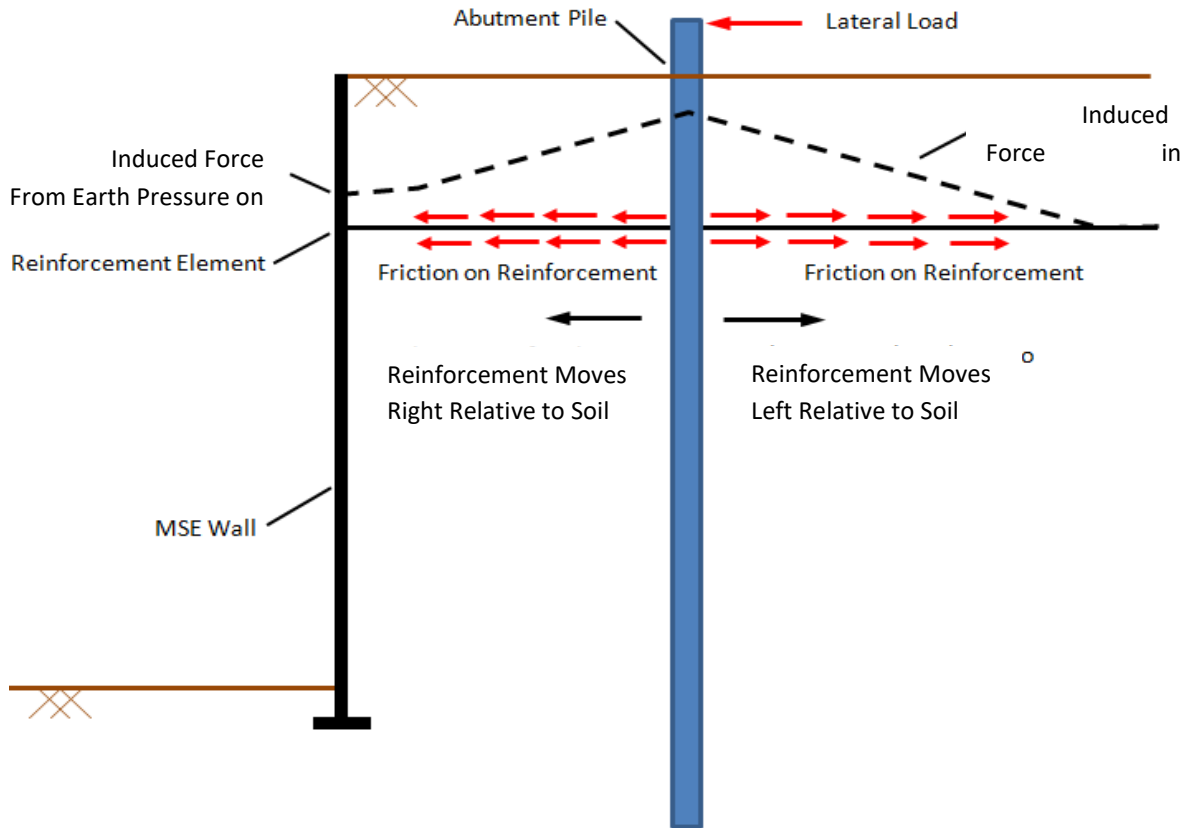 Abutment Pile
Lateral Load
Induced
Force in
Induced Force
From Earth Pressure on
Reinforcement Element
Friction on Reinforcement
Friction on Reinforcement
Reinforcement Moves
Right Relative to Soil
Reinforcement Moves
Left Relative to Soil
o
MSE Wall